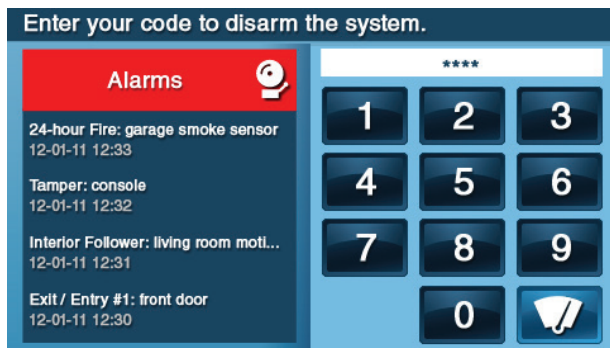 Enter your code to disarm the system.
Alarms
24-hour Fire: garage smoke sensor
12-01-11 12:33
Tamper: console
12-01-11 12:32
Interior Follower: living room moti...
12-01-11 12:31
Exit / Entry #1: front door
12-01-11 12:30
****
1 2 3
4 5 6
7 8 9
0